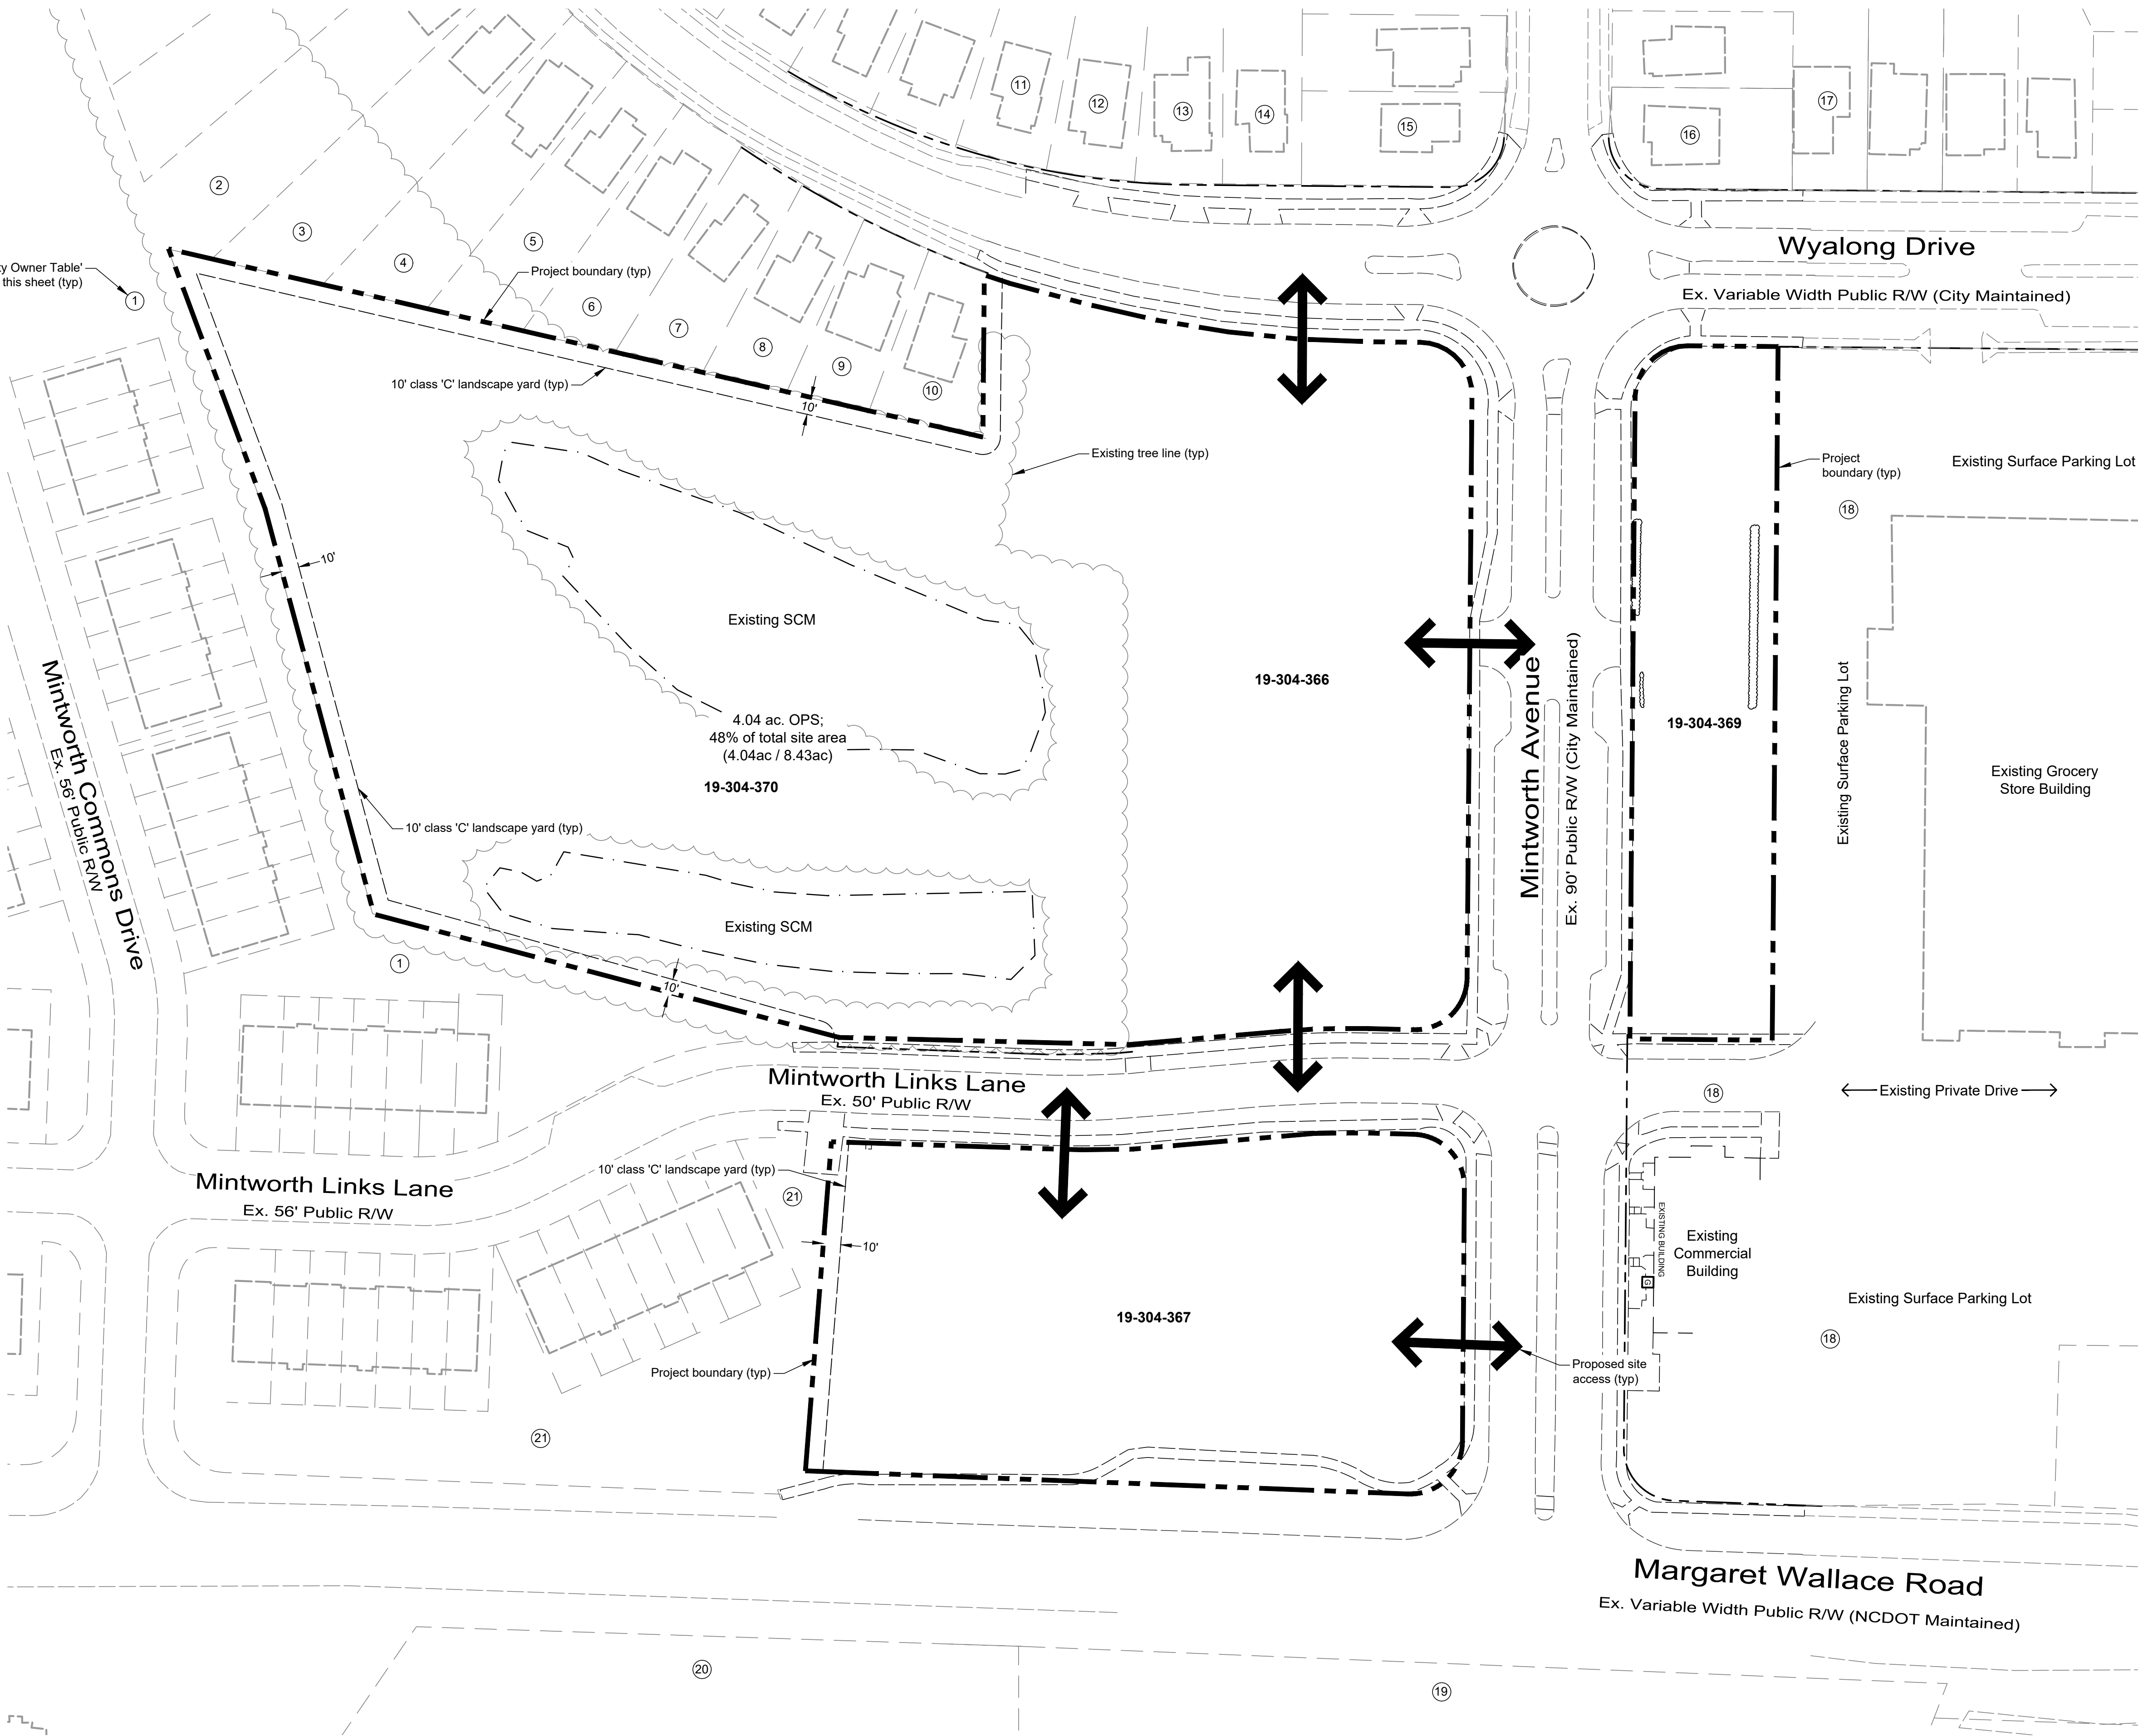 11
12
13
14
15
16
17
2
3
4
5
6
7
8
9
10
Wyalong Drive
Ex. Variable Width Public R/W (City Maintained)
y Owner Table'
this sheet (typ)
1
Project boundary (typ)
10' class 'C' landscape yard (typ)
10'
Existing tree line (typ)
Project
boundary (typ)
Existing Surface Parking Lot
18
10'
Existing SCM
19-304-366
4.04 ac. OPS;
48% of total site area
(4.04ac / 8.43ac)
19-304-370
Mintworth Avenue
Ex. 90' Public R/W (City Maintained)
19-304-369
Existing Surface Parking Lot
Existing Grocery
Store Building
Mintworth Commons Drive
Ex. 56' Public R/W
10' class 'C' landscape yard (typ)
Existing SCM
1
10'
Mintworth Links Lane
Ex. 50' Public R/W
18
Existing Private Drive
10' class 'C' landscape yard (typ)
21
Mintworth Links Lane
Ex. 56' Public R/W
10'
EXISTING BUILDING
G
Existing
Commercial
Building
19-304-367
Existing Surface Parking Lot
18
Project boundary (typ)
Proposed site
access (typ)
21
Margaret Wallace Road
Ex. Variable Width Public R/W (NCDOT Maintained)
20
19